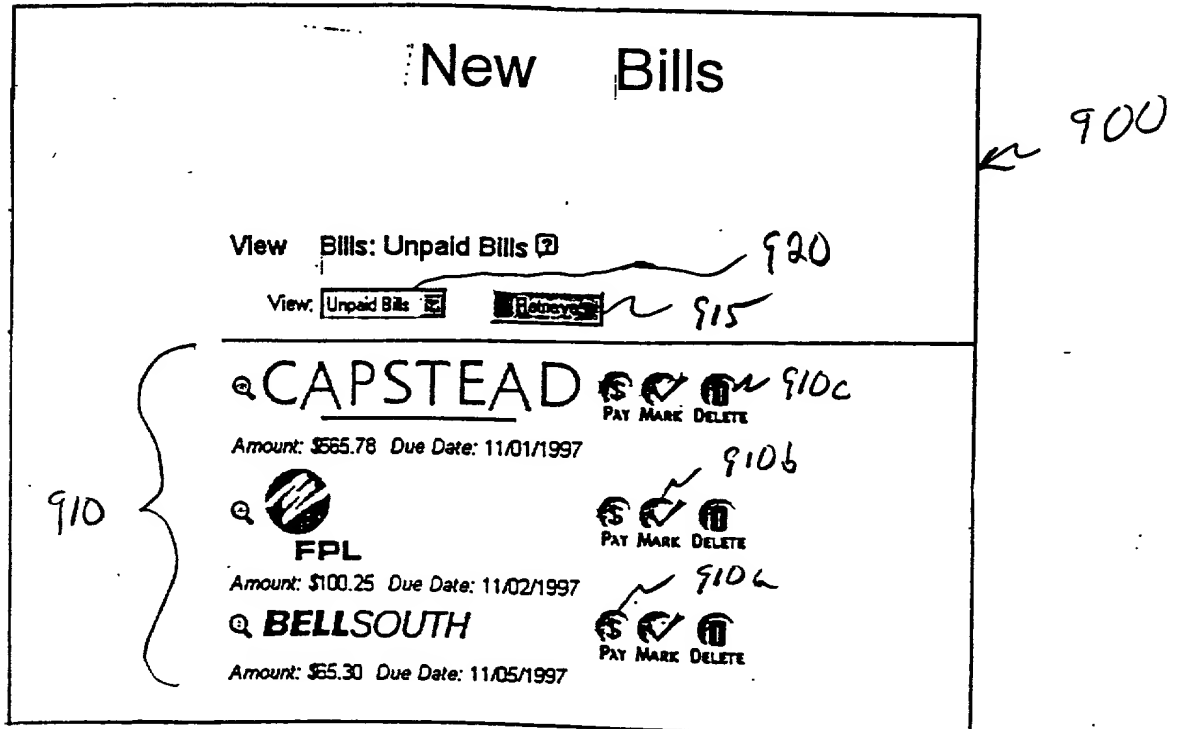 New Bills
900
View Bills: Unpaid Bills ?
920
View: Unpaid Bills
Retrieve
915
CAPSTEAD
PAY MARK DELETE
910c
Amount: $565.78 Due Date: 11/01/1997
910b
910
FPL
PAY MARK DELETE
Amount: $100.25 Due Date: 11/02/1997
910a
BELLSOUTH
PAY MARK DELETE
Amount: $65.30 Due Date: 11/05/1997